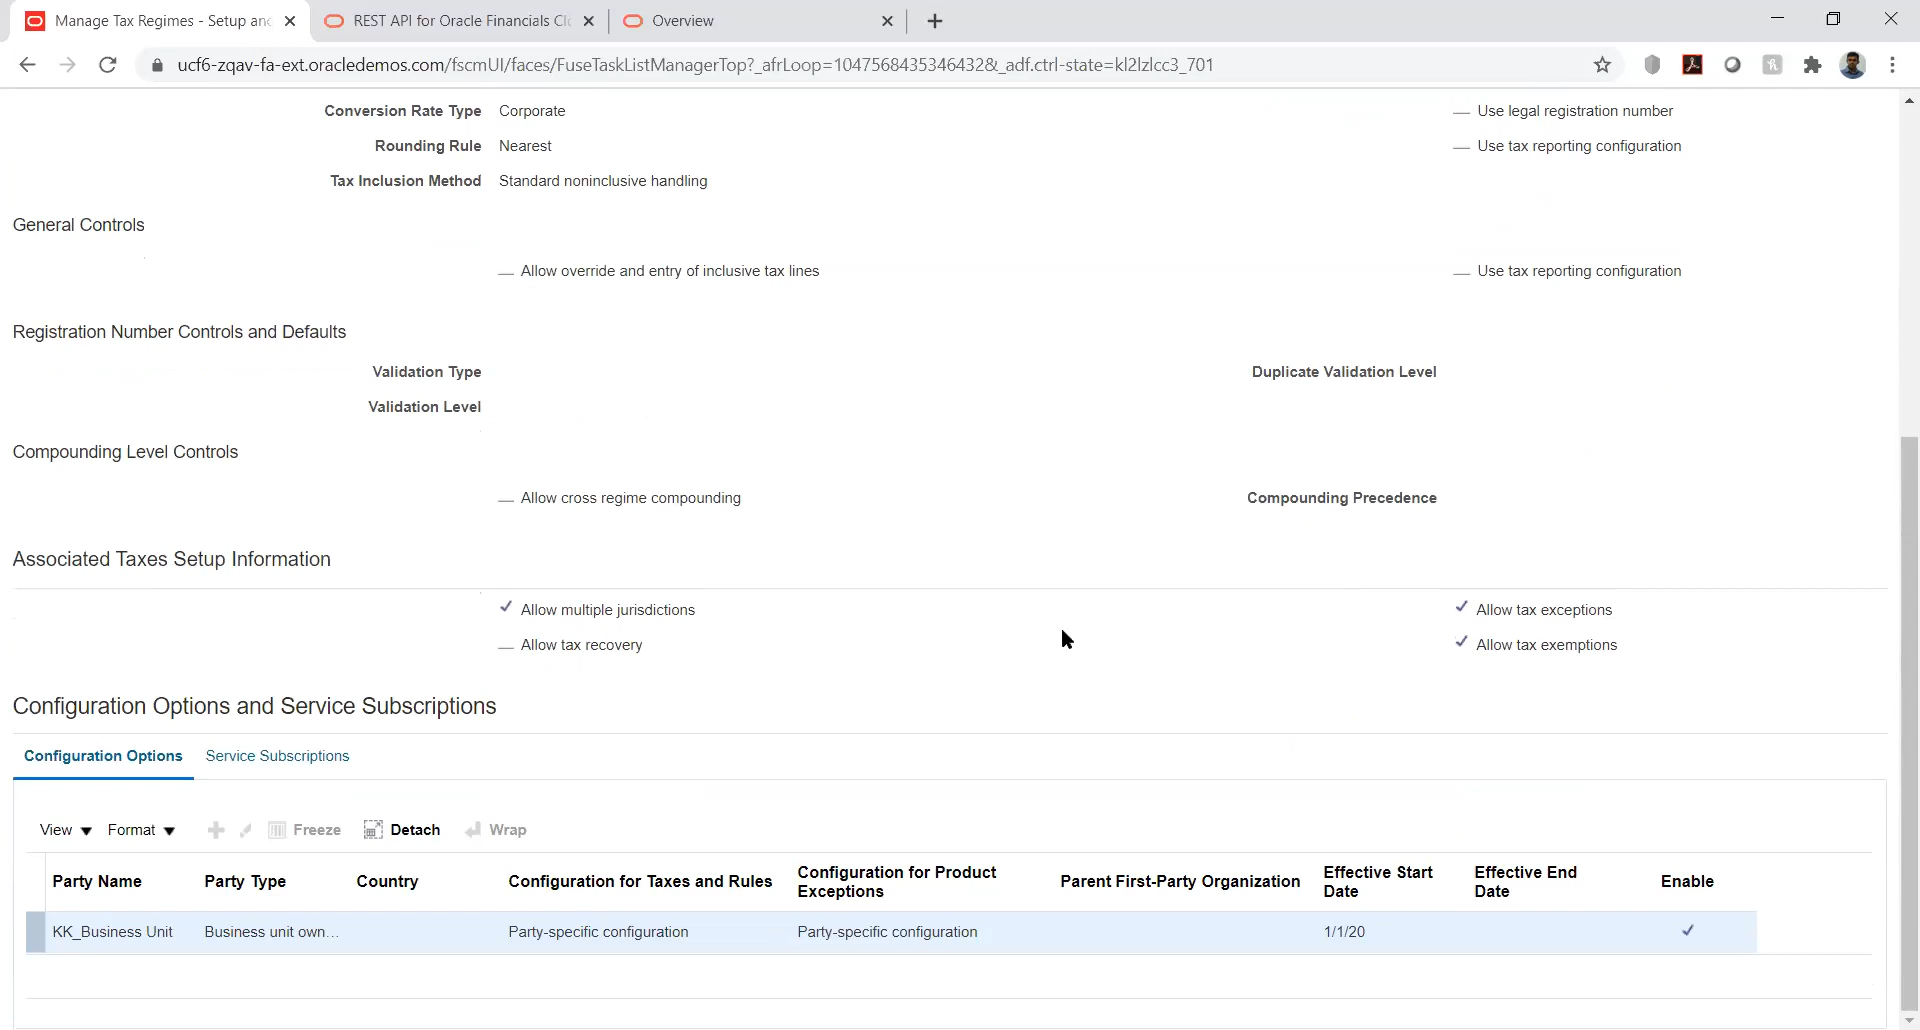 Manage Tax Regimes - Setup and
REST API for Oracle Financials Cl
Overview
ucf6-zqav-fa-ext.oracledemos.com/fscmUI/faces/FuseTaskListManagerTop?_afrLoop=10475684353464328&_adf.ctrl-state=kl2lzlcc3_701
Conversion Rate Type Corporate
Use legal registration number
Rounding Rule Nearest
Use tax reporting configuration
Tax Inclusion Method Standard noninclusive handling
General Controls
Allow override and entry of inclusive tax lines
Use tax reporting configuration
Registration Number Controls and Defaults
Validation Type
Duplicate Validation Level
Validation Level
Compounding Level Controls
Allow cross regime compounding
Compounding Precedence
Associated Taxes Setup Information
Allow multiple jurisdictions
Allow tax exceptions
Allow tax recovery
Allow tax exemptions
Configuration Options and Service Subscriptions
Configuration Options Service Subscriptions
View Format Freeze Detach Wrap
Party Name Party Type Country Configuration for Taxes and Rules Configuration for Product Exceptions Parent First-Party Organization Effective Start Date Effective End Date Enable
KK_Business Unit Business unit own... Party-specific configuration Party-specific configuration 1/1/20